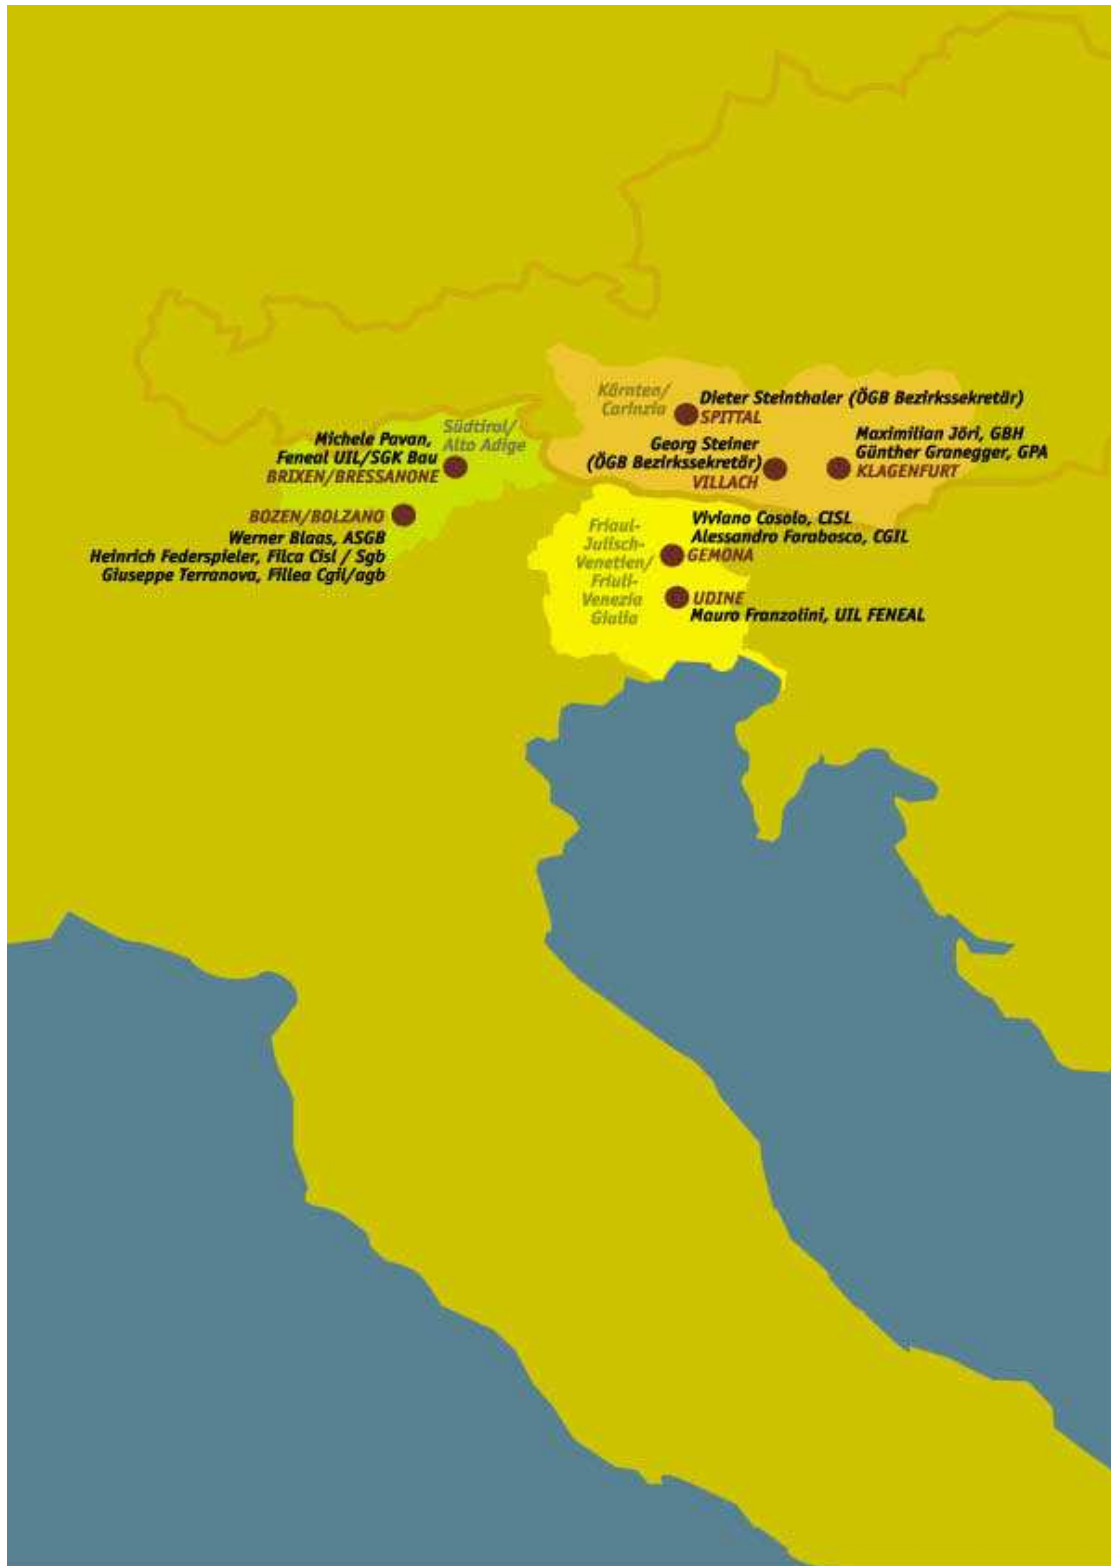 Kärnten/
Carinzia
Dieter Steinthaler (ÖGB Bezirkssekretär)
SPITTAL
Georg Steiner
(ÖGB Bezirkssekretär)
VILLACH
Maximilian Jöri, GBH
Günther Granegger, GPA
KLAGENFURT
Südtirol/
Alto Adige
Michele Pavan,
Feneal UIL/SGK Bau
BRIXEN/BRESSANONE
BOZEN/BOLZANO
Werner Blaas, ASGB
Heinrich Federspieler, Filca Cisl / Sgb
Giuseppe Terranova, Fillea Cgil/agb
Friaul-
Julisch-
Venetien/
Friuli-
Venezia
Giulia
Viviano Cosolo, CISL
Alessandro Forabosco, CGIL
GEMONA
UDINE
Mauro Franzolini, UIL FENEAL